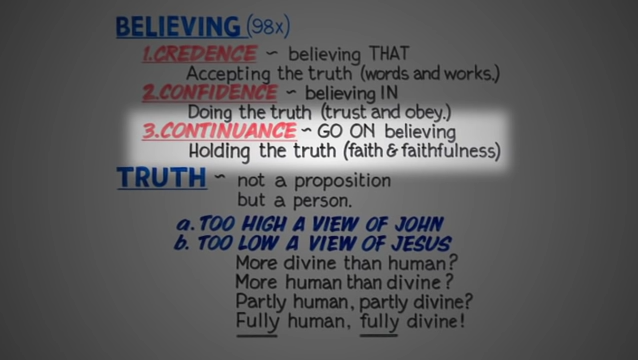 BELIEVING (98x)
1. CREDENCE ~ believing THAT
Accepting the truth (words and works.)
2. CONFIDENCE ~ believing IN
Doing the truth (trust and obey.)
3. CONTINUANCE ~ GO ON believing
Holding the truth (faith & faithfulness)
TRUTH ~ not a proposition
but a person.
a. TOO HIGH A VIEW OF JOHN
b. TOO LOW A VIEW OF JESUS
More divine than human?
More human than divine?
Partly human, partly divine?
Fully human, fully divine!